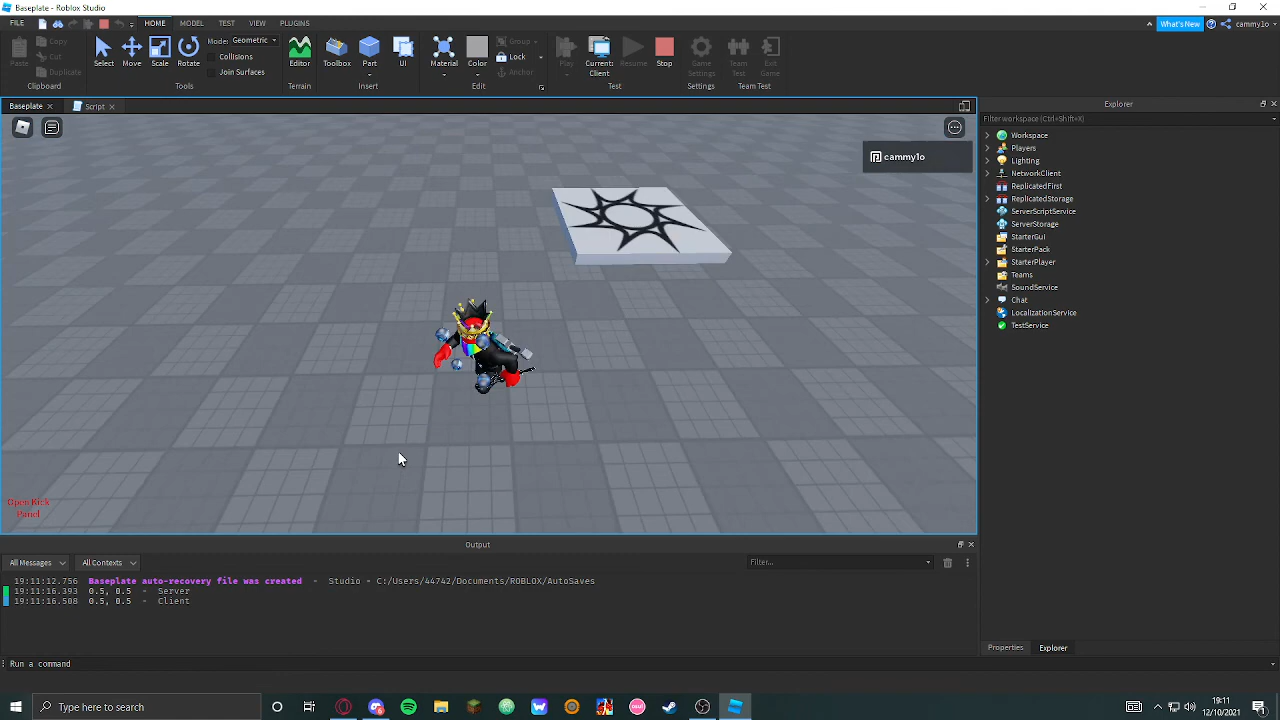 Baseplate - Roblox Studio
FILE HOME MODEL TEST VIEW PLUGINS What's New cammy1o
Paste Copy Cut Duplicate Select Move Scale Rotate Mode: Geometric Collisions Join Surfaces Editor Toolbox Part UI Material Color Group Lock Anchor Play Current: Client Resume Stop Game Settings Team Test Exit Game
Clipboard Tools Terrain Insert Edit Test Settings Team Test
Baseplate Script
Explorer
Filter workspace (Ctrl+Shift+X)
Workspace
Players
Lighting
NetworkClient
ReplicatedFirst
ReplicatedStorage
ServerScriptService
ServerStorage
StarterGui
StarterPack
StarterPlayer
Teams
SoundService
Chat
LocalizationService
TestService
cammy1o
Open Kick
Panel
Output
All Messages All Contexts Filter...
19:11:12.756 Baseplate auto-recovery file was created - Studio - C:/Users/44742/Documents/ROBLOX/AutoSaves
19:11:16.393 0.5, 0.5 - Server
19:11:16.508 0.5, 0.5 - Client
Properties Explorer
Run a command
Type here to search
19:11
12/10/2021